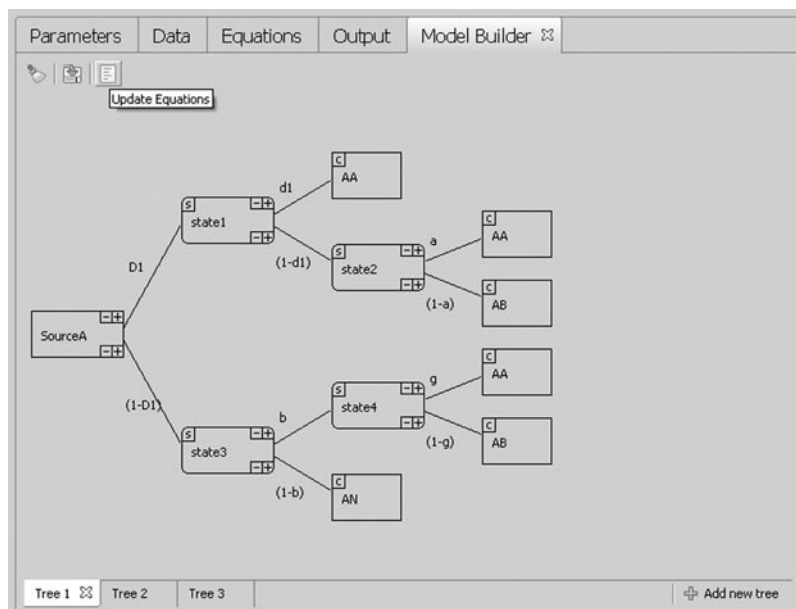 Parameters Data Equations Output Model Builder
Update Equations
d1
c
AA
s
state1
(1-d1)
s
state2
a
c
AA
c
AB
(1-a)
D1
SourceA
(1-D1)
s
state3
b
s
state4
g
c
AA
c
AB
(1-g)
(1-b)
c
AN
Tree 1 Tree 2 Tree 3 Add new tree